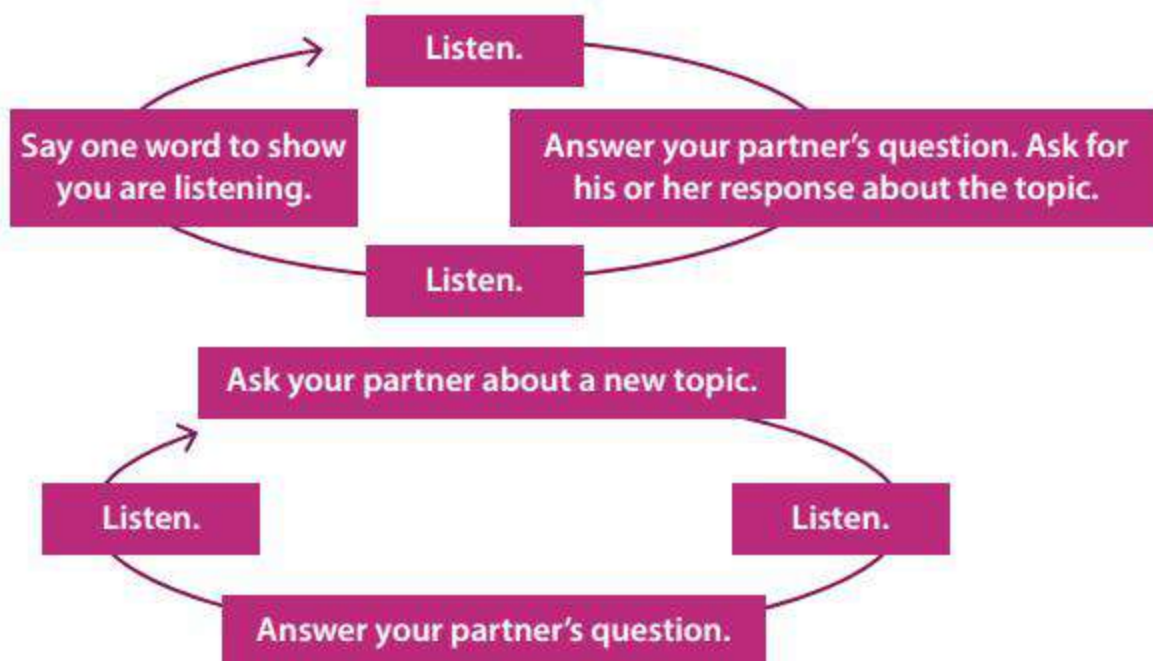 Listen.
Say one word to show
you are listening.
Answer your partner’s question. Ask for
his or her response about the topic.
Listen.
Ask your partner about a new topic.
Listen.
Listen.
Answer your partner’s question.